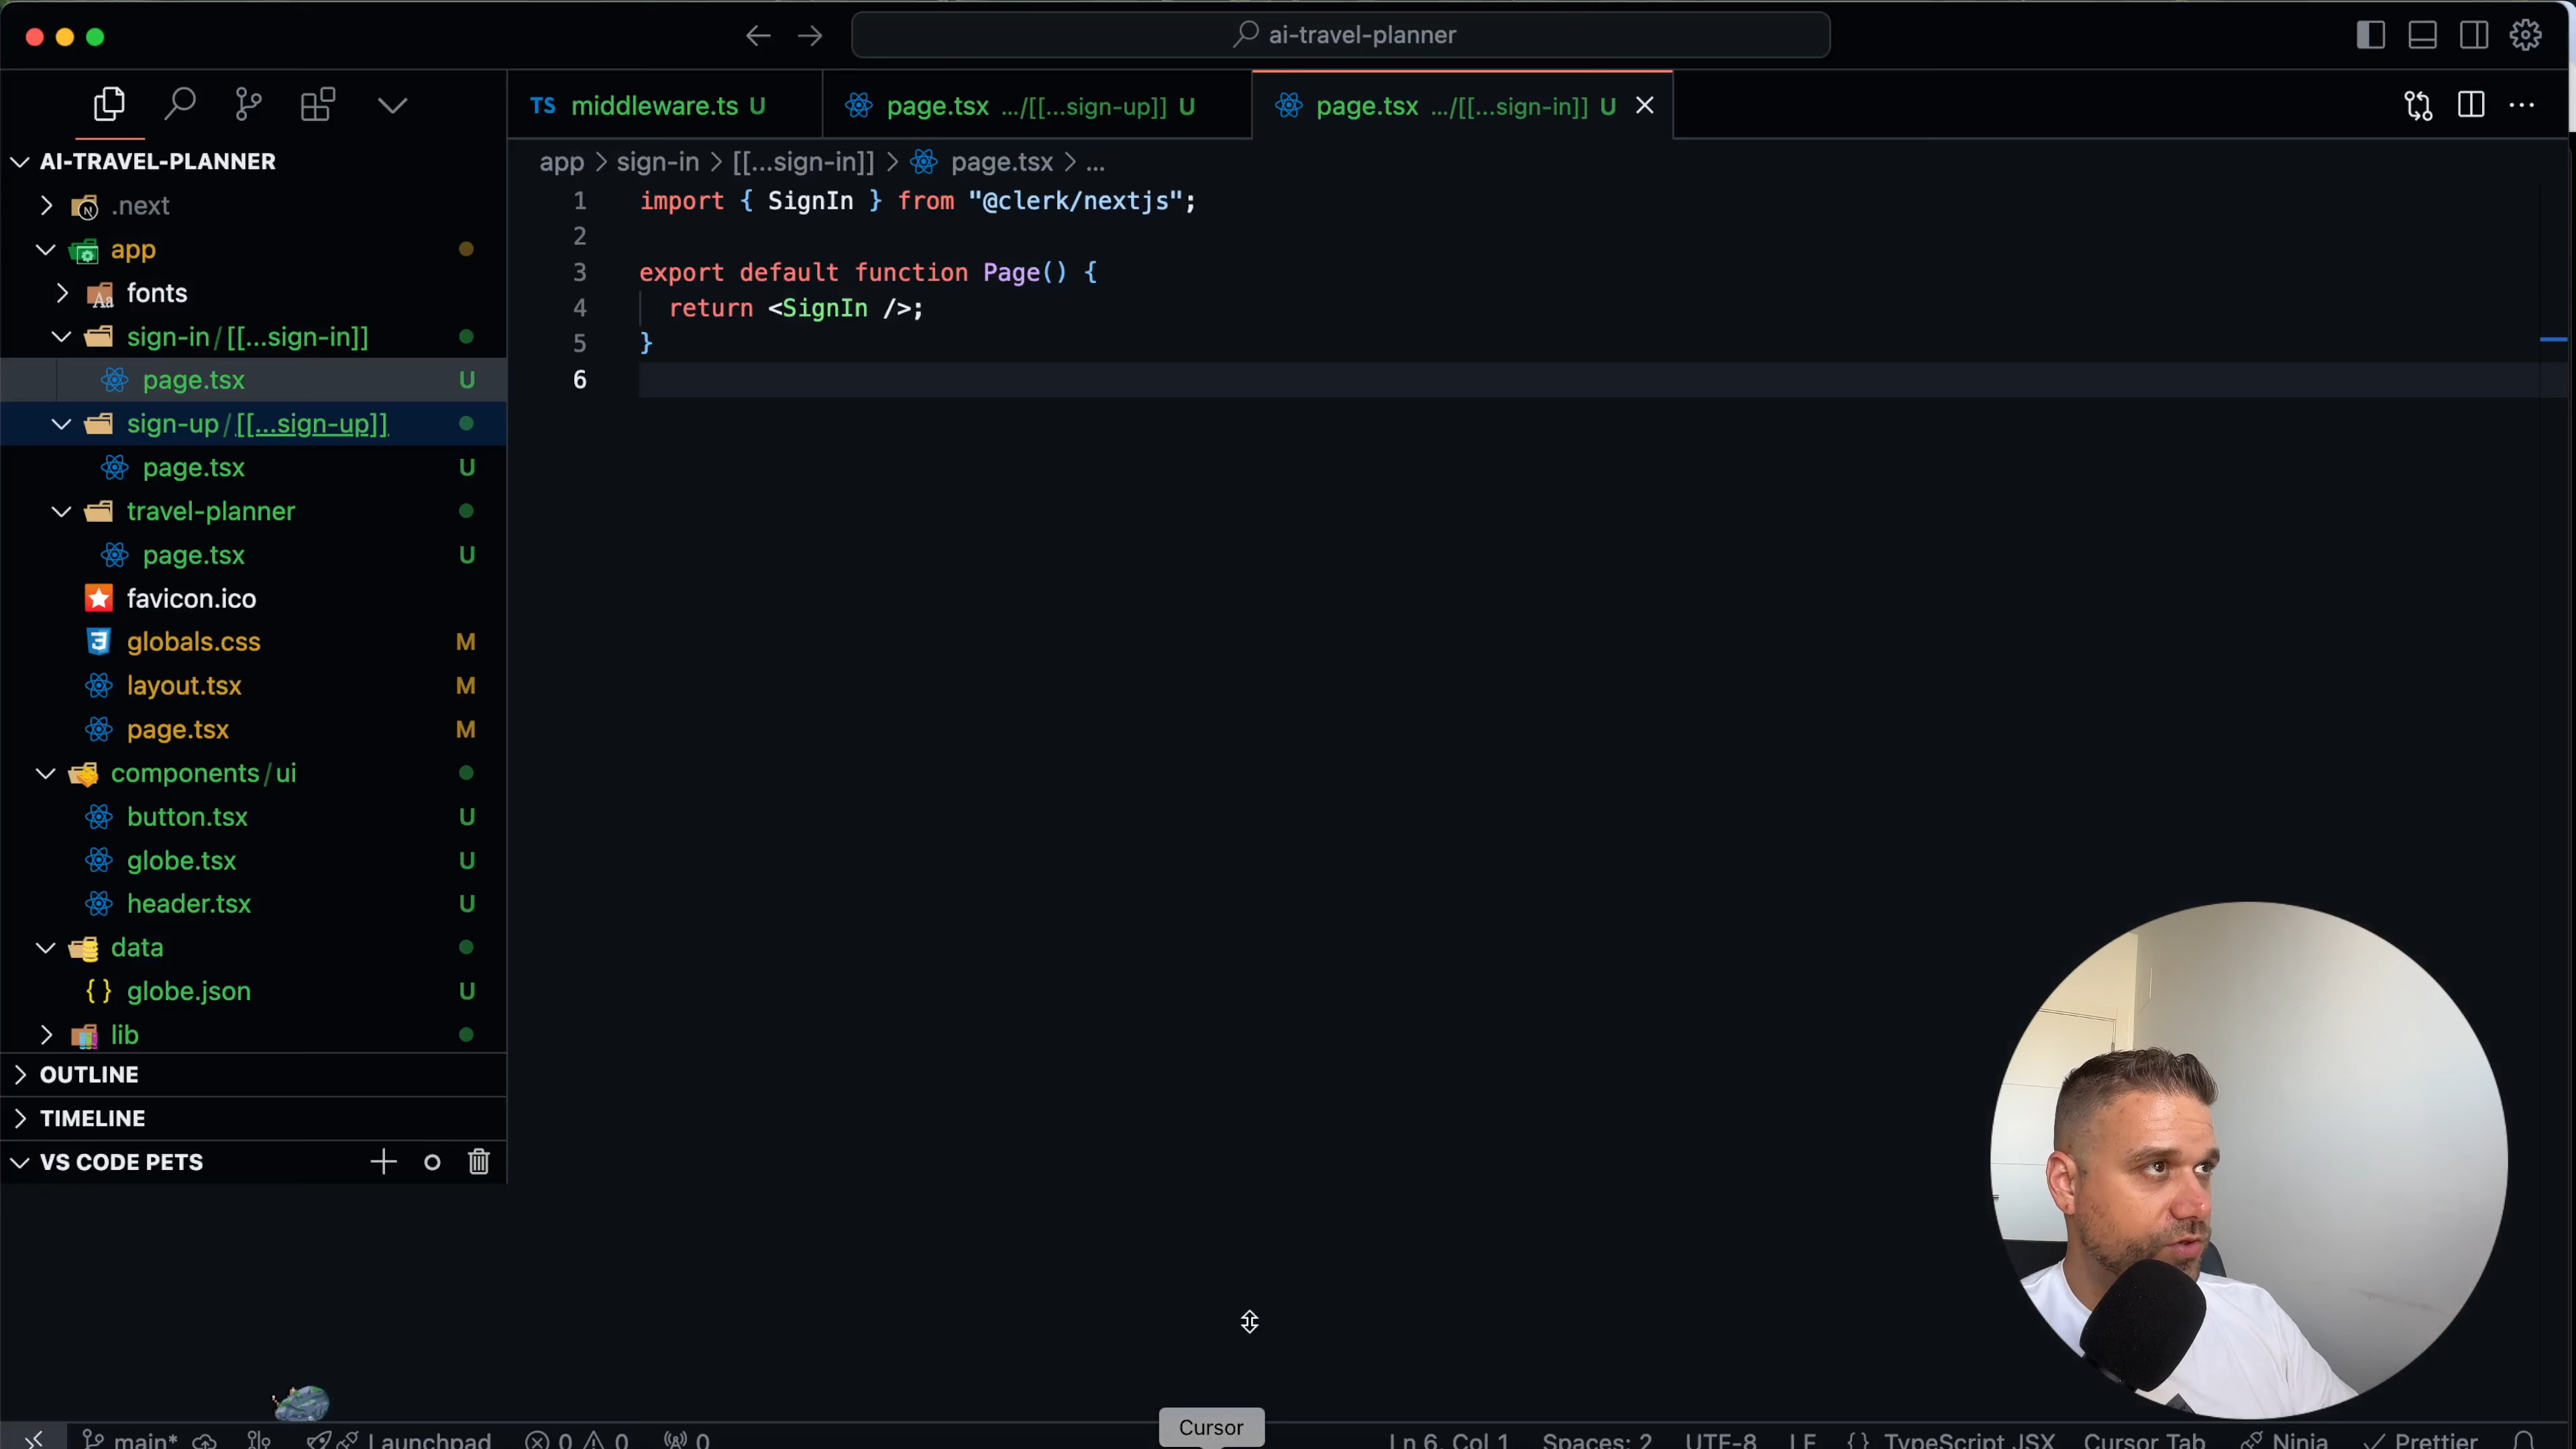 ai-travel-planner
TS middleware.ts U
page.tsx .../[[...sign-up]] U
page.tsx .../[[...sign-in]] U
AI-TRAVEL-PLANNER
.next
app
fonts
sign-in/[[...sign-in]]
page.tsx U
sign-up/[[...sign-up]]
page.tsx U
travel-planner
page.tsx U
favicon.ico
globals.css M
layout.tsx M
page.tsx M
components/ui
button.tsx U
globe.tsx U
header.tsx U
data
{} globe.json U
lib
OUTLINE
TIMELINE
VS CODE PETS
app > sign-in > [[...sign-in]] > page.tsx > ...
1 import { SignIn } from "@clerk/nextjs";
2
3 export default function Page() {
4 return <SignIn />;
5 }
6
Cursor
main*
Launchpad
0 0
0
Ln 6, Col 1
Spaces: 2
UTF-8
LF
{} TypeScript JSX
Cursor Tab
Ninja
Prettier